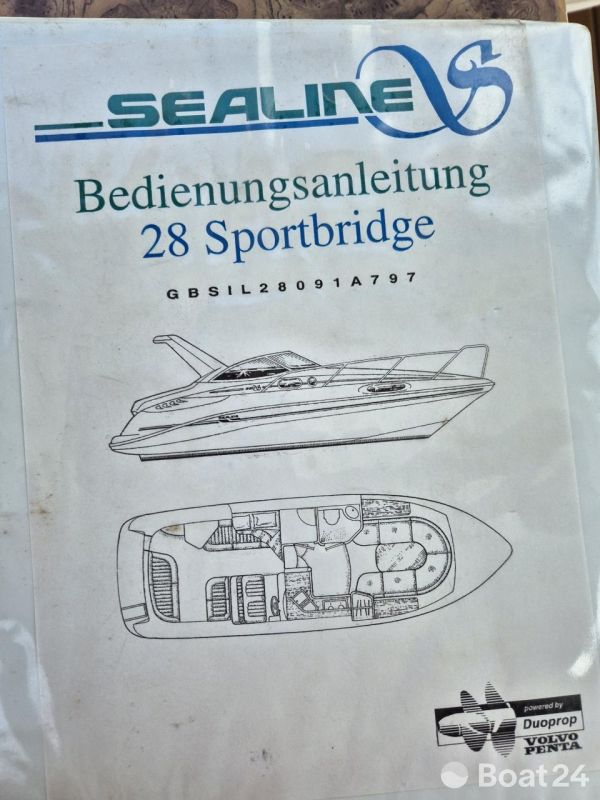 SEALINE S
Bedienungsanleitung
28 Sportbridge
GBSIL28091A797
powered by
Duoprop
VOLVO
PENTA
Boat24